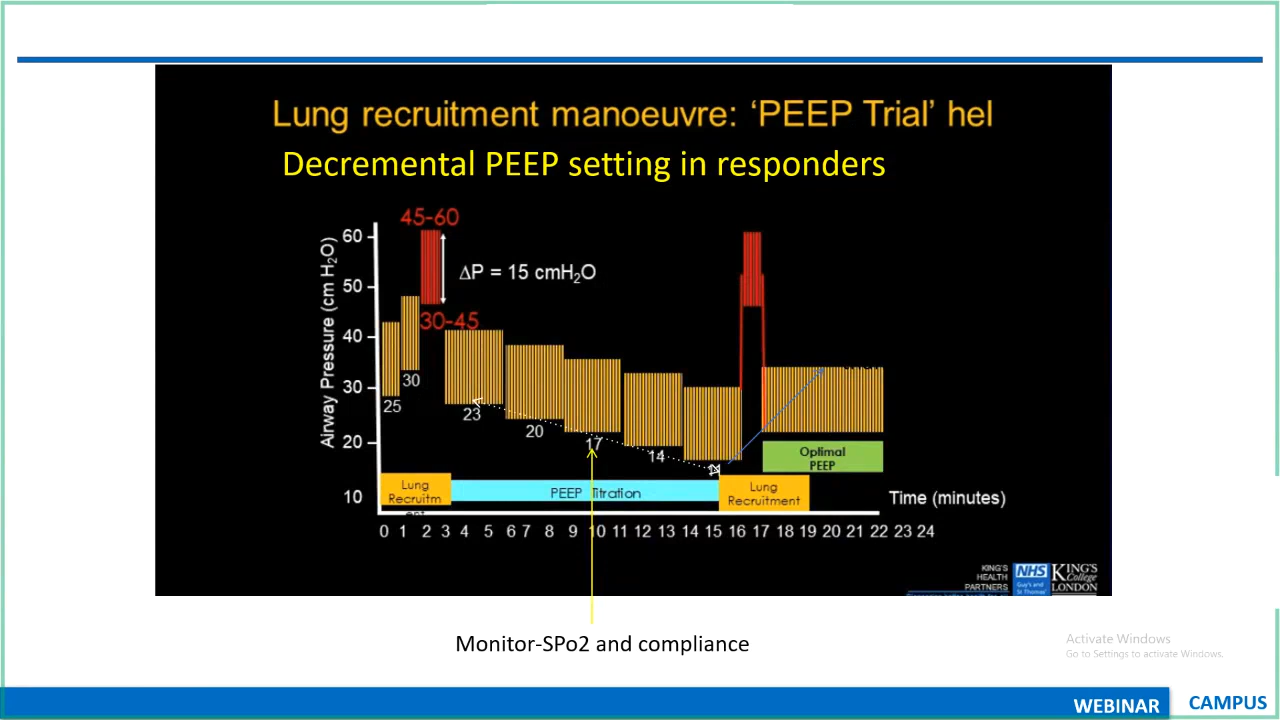 Lung recruitment manoeuvre: ‘PEEP Trial’ hel
Decremental PEEP setting in responders
Airway Pressure (cm H₂O)
60
50
40
30
20
10
45-60
ΔP = 15 cmH₂O
30-45
25
30
23
20
17
14
Lung
Recruitm
ent
PEEP Titration
Lung
Recruitment
Optimal
PEEP
Time (minutes)
0 1 2 3 4 5 6 7 8 9 10 11 12 13 14 15 16 17 18 19 20 21 22 23 24
KING'S
HEALTH
PARTNERS
NHS
Guy's and
St Thomas'
KING'S
College
LONDON
Monitor-SPo2 and compliance
Activate Windows
Go to Settings to activate Windows.
WEBINAR
CAMPUS